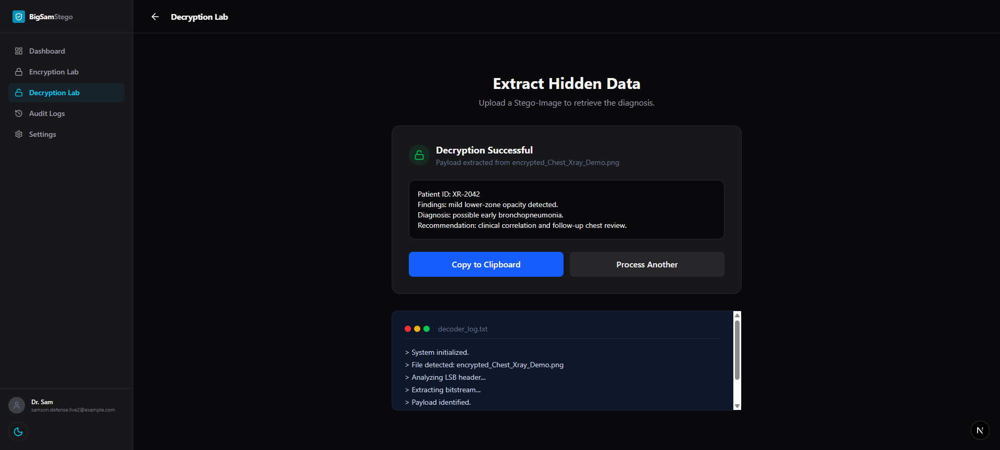 BigSamStego
Dashboard
Encryption Lab
Decryption Lab
Audit Logs
Settings
Dr. Sam
samson.defense.live2@example.com
Decryption Lab
Extract Hidden Data
Upload a Stego-Image to retrieve the diagnosis.
Decryption Successful
Payload extracted from encrypted_Chest_Xray_Demo.png
Patient ID: XR-2042
Findings: mild lower-zone opacity detected.
Diagnosis: possible early bronchopneumonia.
Recommendation: clinical correlation and follow-up chest review.
Copy to Clipboard
Process Another
decoder_log.txt
> System initialized.
> File detected: encrypted_Chest_Xray_Demo.png
> Analyzing LSB header...
> Extracting bitstream...
> Payload identified.
N